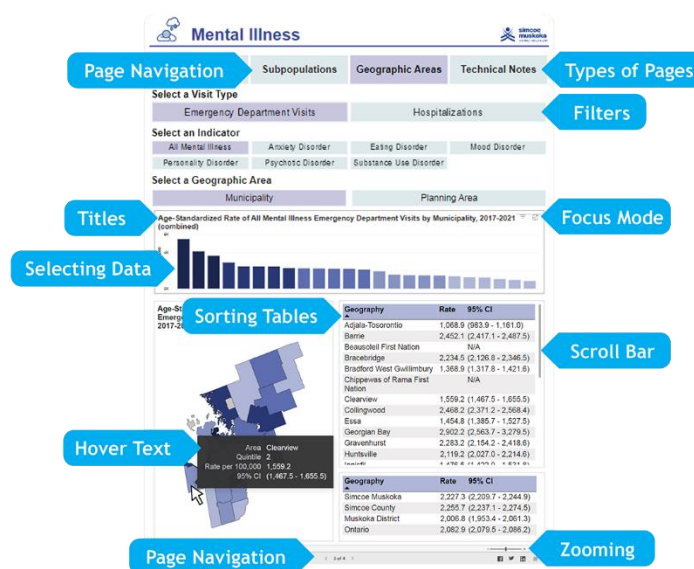 Mental Illness
simcoe
muskoka
Page Navigation
Subpopulations
Geographic Areas
Technical Notes
Types of Pages
Select a Visit Type
Emergency Department Visits
Hospitalizations
Filters
Select an Indicator
All Mental Illness
Anxiety Disorder
Eating Disorder
Mood Disorder
Personality Disorder
Psychotic Disorder
Substance Use Disorder
Select a Geographic Area
Municipality
Planning Area
Titles
Age-Standardized Rate of All Mental Illness Emergency Department Visits by Municipality, 2017-2021
(combined)
Focus Mode
Selecting Data
Sorting Tables
Geography Rate 95% CI
Adjala-Tosorontio 1,068.9 (983.9 - 1,161.0)
Barrie 2,452.1 (2,417.1 - 2,487.5)
Beausoleil First Nation N/A
Bracebridge 2,234.5 (2,126.8 - 2,346.5)
Bradford West Gwillimbury 1,368.9 (1,317.8 - 1,421.6)
Chippewas of Rama First N/A
Nation
Clearview 1,559.2 (1,467.5 - 1,655.5)
Collingwood 2,468.2 (2,371.2 - 2,568.4)
Essa 1,454.8 (1,385.7 - 1,527.5)
Georgian Bay 2,902.2 (2,563.7 - 3,279.5)
Gravenhurst 2,283.2 (2,154.2 - 2,418.6)
Huntsville 2,119.2 (2,027.0 - 2,214.6)
Scroll Bar
Hover Text
Area Clearview
Quintile 2
Rate per 100,000 1,559.2
95% CI (1,467.5 - 1,655.5)
Geography Rate 95% CI
Simcoe Muskoka 2,227.3 (2,209.7 - 2,244.9)
Simcoe County 2,255.7 (2,237.1 - 2,274.5)
Muskoka District 2,006.8 (1,953.4 - 2,061.3)
Ontario 2,082.9 (2,079.5 - 2,086.2)
Page Navigation
Zooming